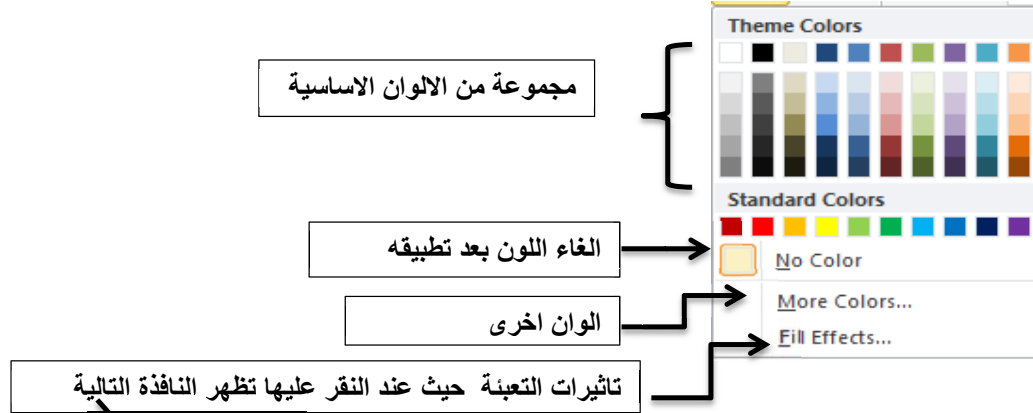 Theme Colors
مجموعة من الالوان الاساسية
Standard Colors
الغاء اللون بعد تطبيقه
No Color
الوان اخرى
More Colors...
Fill Effects...
تاثيرات التعبئة حيث عند النقر عليها تظهر النافذة التالية